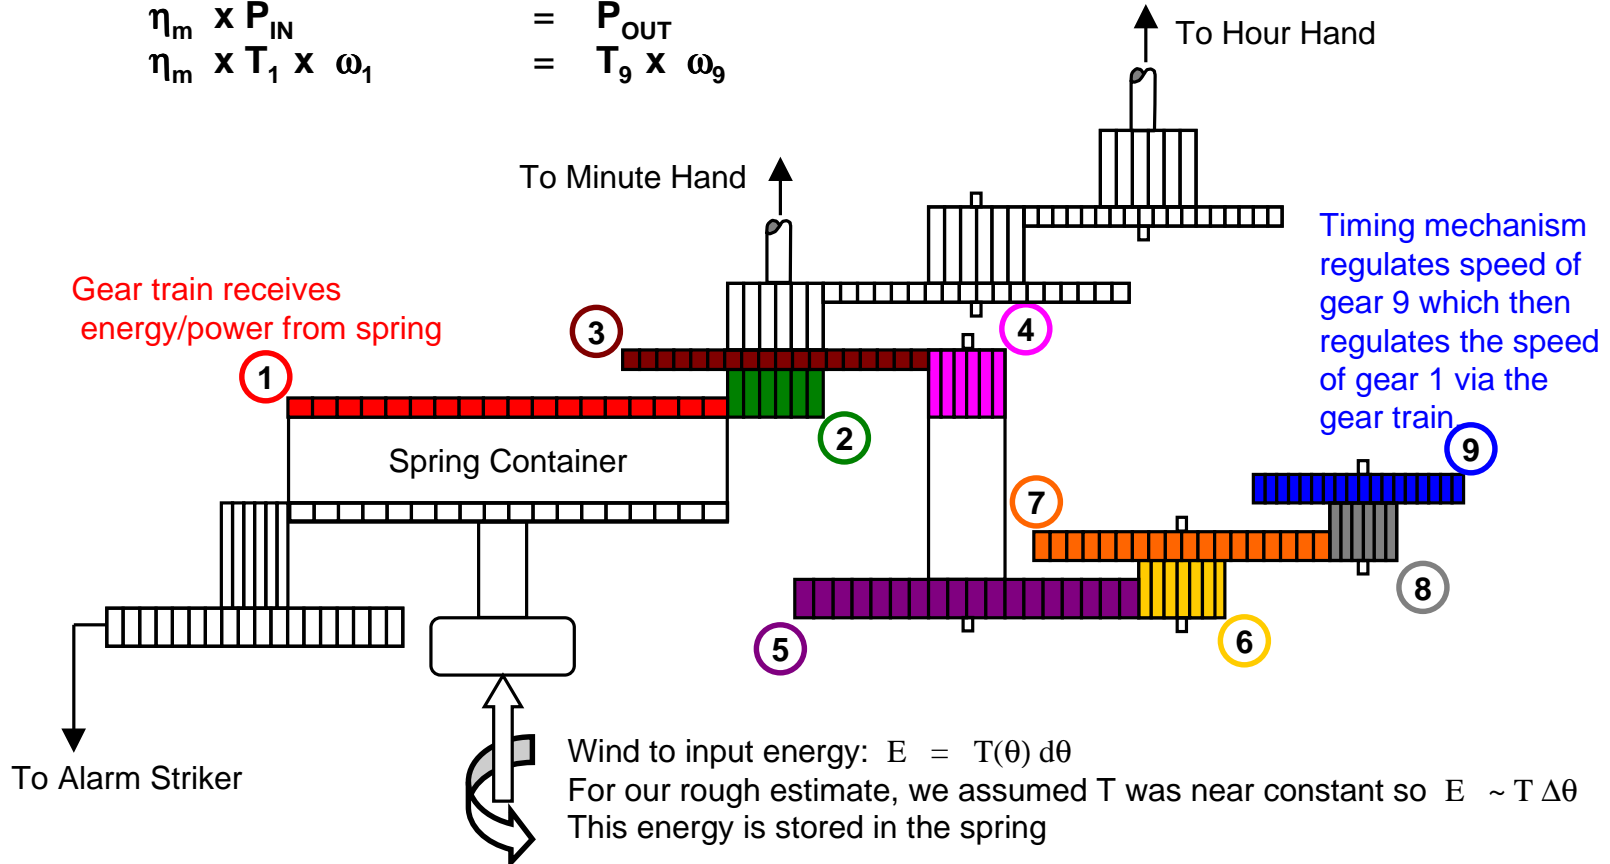 ηm x PIN = POUT
ηm x T1 x ω1 = T9 x ω9
To Hour Hand
To Minute Hand
Timing mechanism
regulates speed of
gear 9 which then
regulates the speed
of gear 1 via the
gear train.
Gear train receives
energy/power from spring
1
2
3
4
5
6
7
8
9
Spring Container
To Alarm Striker
Wind to input energy: E = T(θ) dθ
For our rough estimate, we assumed T was near constant so E ~ T Δθ
This energy is stored in the spring